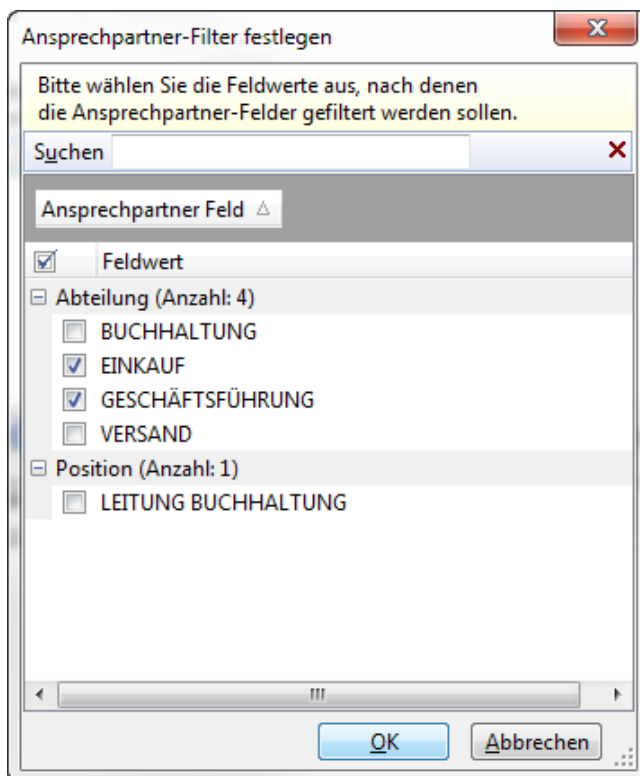 Ansprechpartner-Filter festlegen
Bitte wählen Sie die Feldwerte aus, nach denen
die Ansprechpartner-Felder gefiltert werden sollen.
Suchen
Ansprechpartner Feld
Feldwert
Abteilung (Anzahl: 4)
BUCHHALTUNG
EINKAUF
GESCHÄFTSFÜHRUNG
VERSAND
Position (Anzahl: 1)
LEITUNG BUCHHALTUNG
OK
Abbrechen